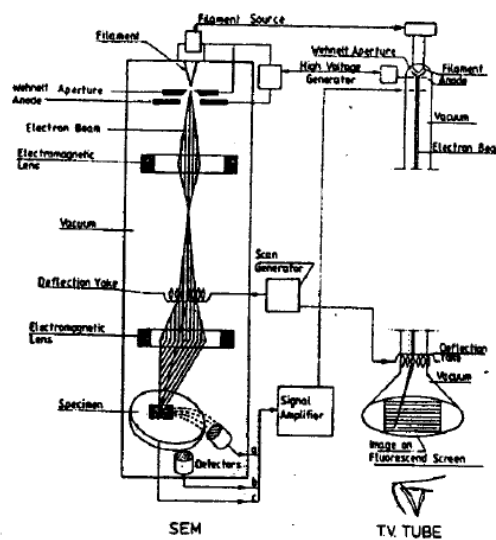 Filament Source
Filament
Wehnelt Aperture
High Voltage
Generator
Filament
Anode
Wehnelt Aperture
Anode
Vacuum
Electron Beam
Electron Bea
Electromagnetic
Lens
Vacuum
Scan
Generator
Deflection Yoke
Electromagnetic
Lens
Deflection
Yoke
Vacuum
Specimen
Signal
Amplifier
a
Detectors
b
c
Image on
Fluorescend Screen
SEM
T.V. TUBE